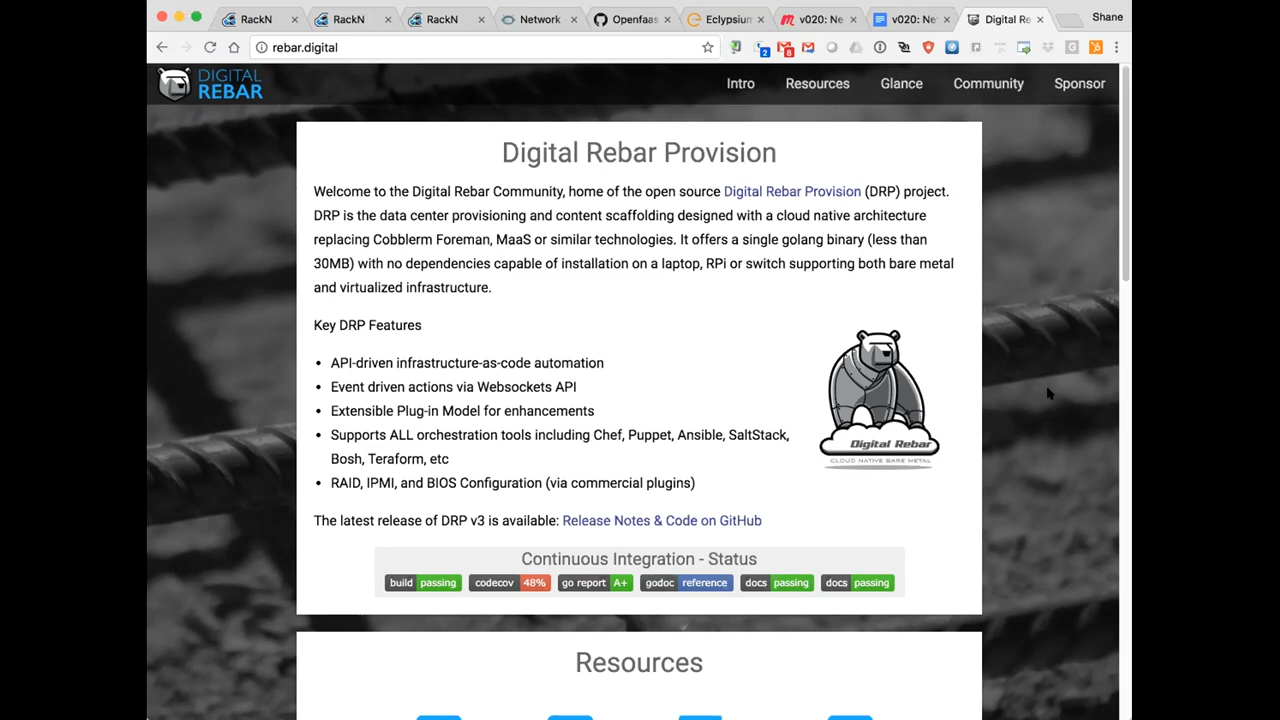 RackN
RackN
RackN
Network
Openfaas
Eclypsium
v020: Ne
v020: Ne
Digital Re
Shane
rebar.digital
2
8
DIGITAL
REBAR
Intro
Resources
Glance
Community
Sponsor
Digital Rebar Provision
Welcome to the Digital Rebar Community, home of the open source Digital Rebar Provision (DRP) project.
DRP is the data center provisioning and content scaffolding designed with a cloud native architecture
replacing Cobblerm Foreman, MaaS or similar technologies. It offers a single golang binary (less than
30MB) with no dependencies capable of installation on a laptop, RPi or switch supporting both bare metal
and virtualized infrastructure.
Key DRP Features
• API-driven infrastructure-as-code automation
• Event driven actions via Websockets API
• Extensible Plug-in Model for enhancements
• Supports ALL orchestration tools including Chef, Puppet, Ansible, SaltStack,
Bosh, Teraform, etc
• RAID, IPMI, and BIOS Configuration (via commercial plugins)
Digital Rebar
CLOUD NATIVE BARE METAL
The latest release of DRP v3 is available: Release Notes & Code on GitHub
Continuous Integration - Status
build passing
codecov 48%
go report A+
godoc reference
docs passing
docs passing
Resources